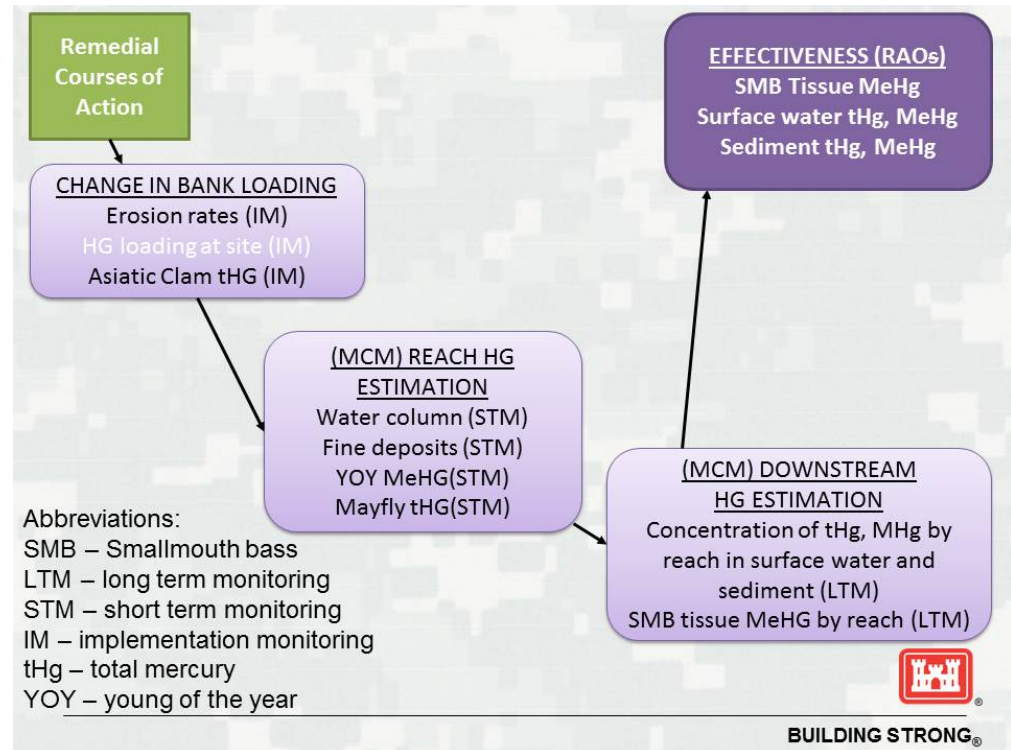 Remedial
Courses of
Action
EFFECTIVENESS (RAOs)
SMB Tissue MeHg
Surface water tHg, MeHg
Sediment tHg, MeHg
CHANGE IN BANK LOADING
Erosion rates (IM)
HG loading at site (IM)
Asiatic Clam tHG (IM)
(MCM) REACH HG
ESTIMATION
Water column (STM)
Fine deposits (STM)
YOY MeHG(STM)
Mayfly tHG(STM)
(MCM) DOWNSTREAM
HG ESTIMATION
Concentration of tHg, MHg by
reach in surface water and
sediment (LTM)
SMB tissue MeHG by reach (LTM)
Abbreviations:
SMB – Smallmouth bass
LTM – long term monitoring
STM – short term monitoring
IM – implementation monitoring
tHg – total mercury
YOY – young of the year
®
BUILDING STRONG®